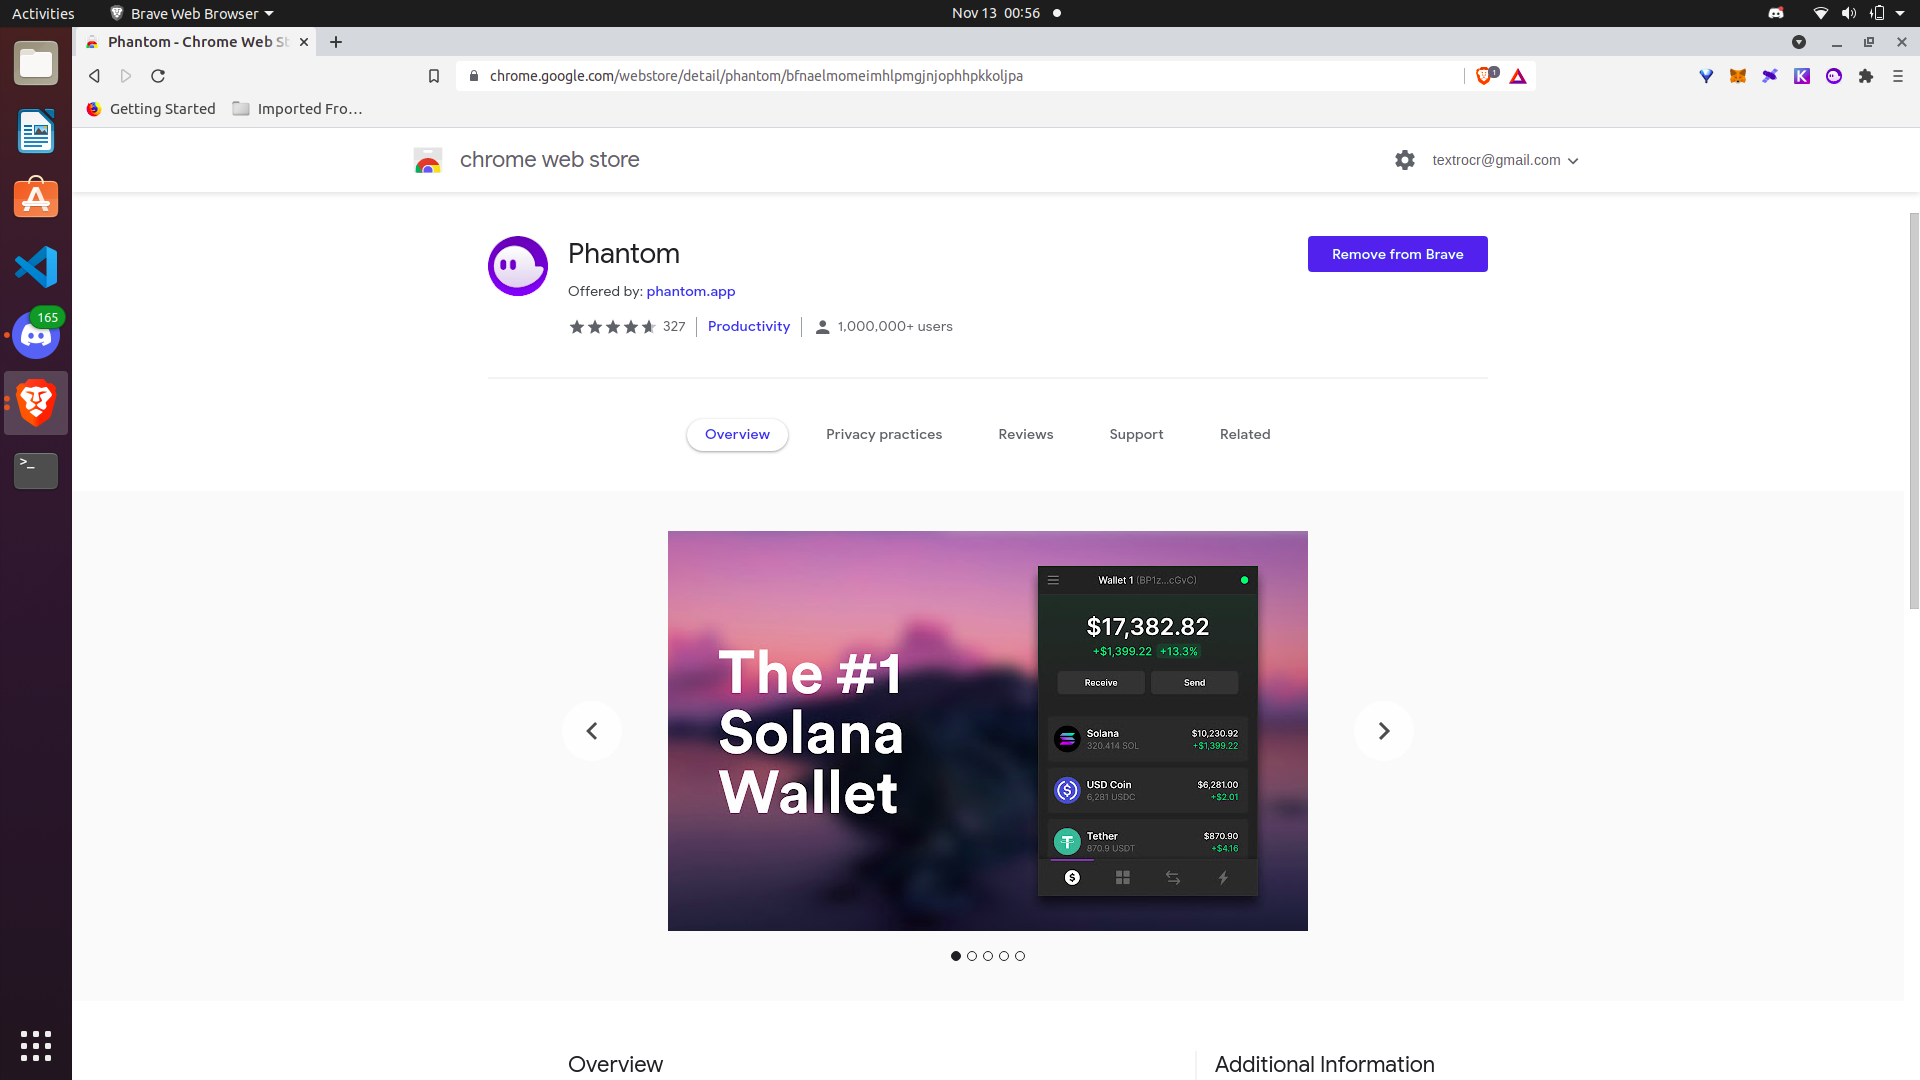 Activities
Brave Web Browser
Nov 13 00:56
Phantom - Chrome Web St
chrome.google.com/webstore/detail/phantom/bfnaelmomeimhlpmgjnjophhpkkoljpa
1
K
Getting Started
Imported Fro…
165
>_
chrome web store
textrocr@gmail.com
Phantom
Remove from Brave
Offered by: phantom.app
327
Productivity
1,000,000+ users
Overview
Privacy practices
Reviews
Support
Related
The #1
Solana
Wallet
Wallet 1 (BP1z...cGvC)
$17,382.82
+$1,399.22 +13.3%
Receive
Send
Solana
$10,230.92
320.414 SOL
+$1,399.22
USD Coin
$6,281.00
6,281 USDC
+$2.01
Tether
$870.90
870.9 USDT
+$4.16
Overview
Additional Information